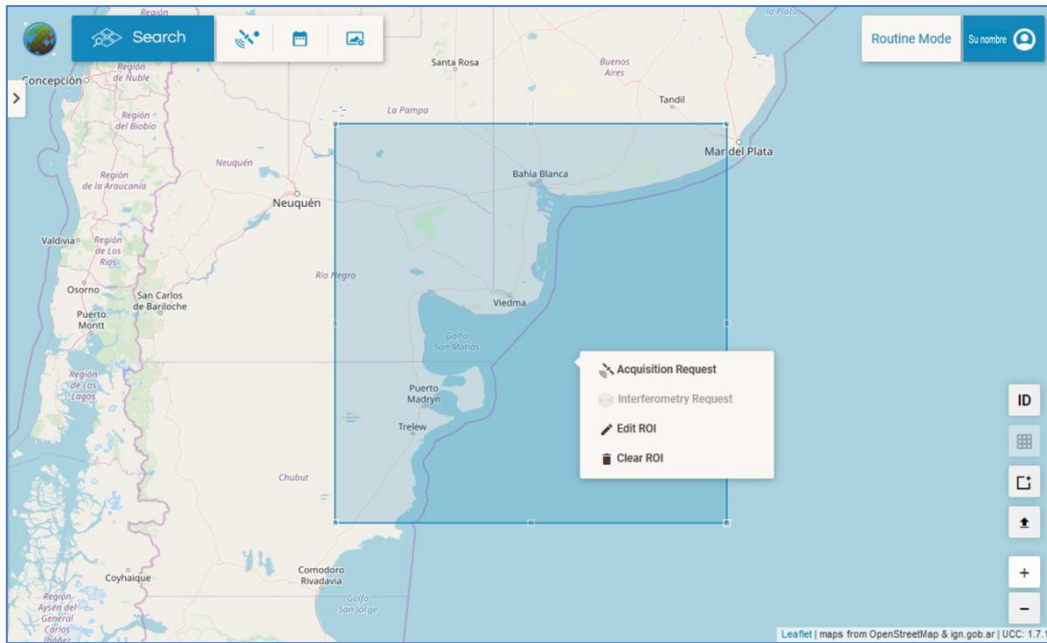 la Plata
Search
Routine Mode
Su nombre
Región
de Nuble
Concepción
Santa Rosa
Buenos
Aires
La Pampa
Tandil
Región
del Biobío
Mar del Plata
Neuquén
Región
de la Araucanía
Bahía Blanca
Neuquén
Valdivia
Región
de Los
Ríos
Río Negro
Osorno
San Carlos
de Bariloche
Viedma
Puerto
Montt
Golfo
San Matías
Acquisition Request
Región
de Los
Lagos
Puerto
Madryn
Interferometry Request
ID
Trelew
Edit ROI
Clear ROI
Chubut
Comodoro
Rivadavia
Coyhaique
Región
Aysén del
General
Carlos
Golfo
San Jorge
+
−
Leaflet | maps from OpenStreetMap & ign.gob.ar | UCC: 1.7.